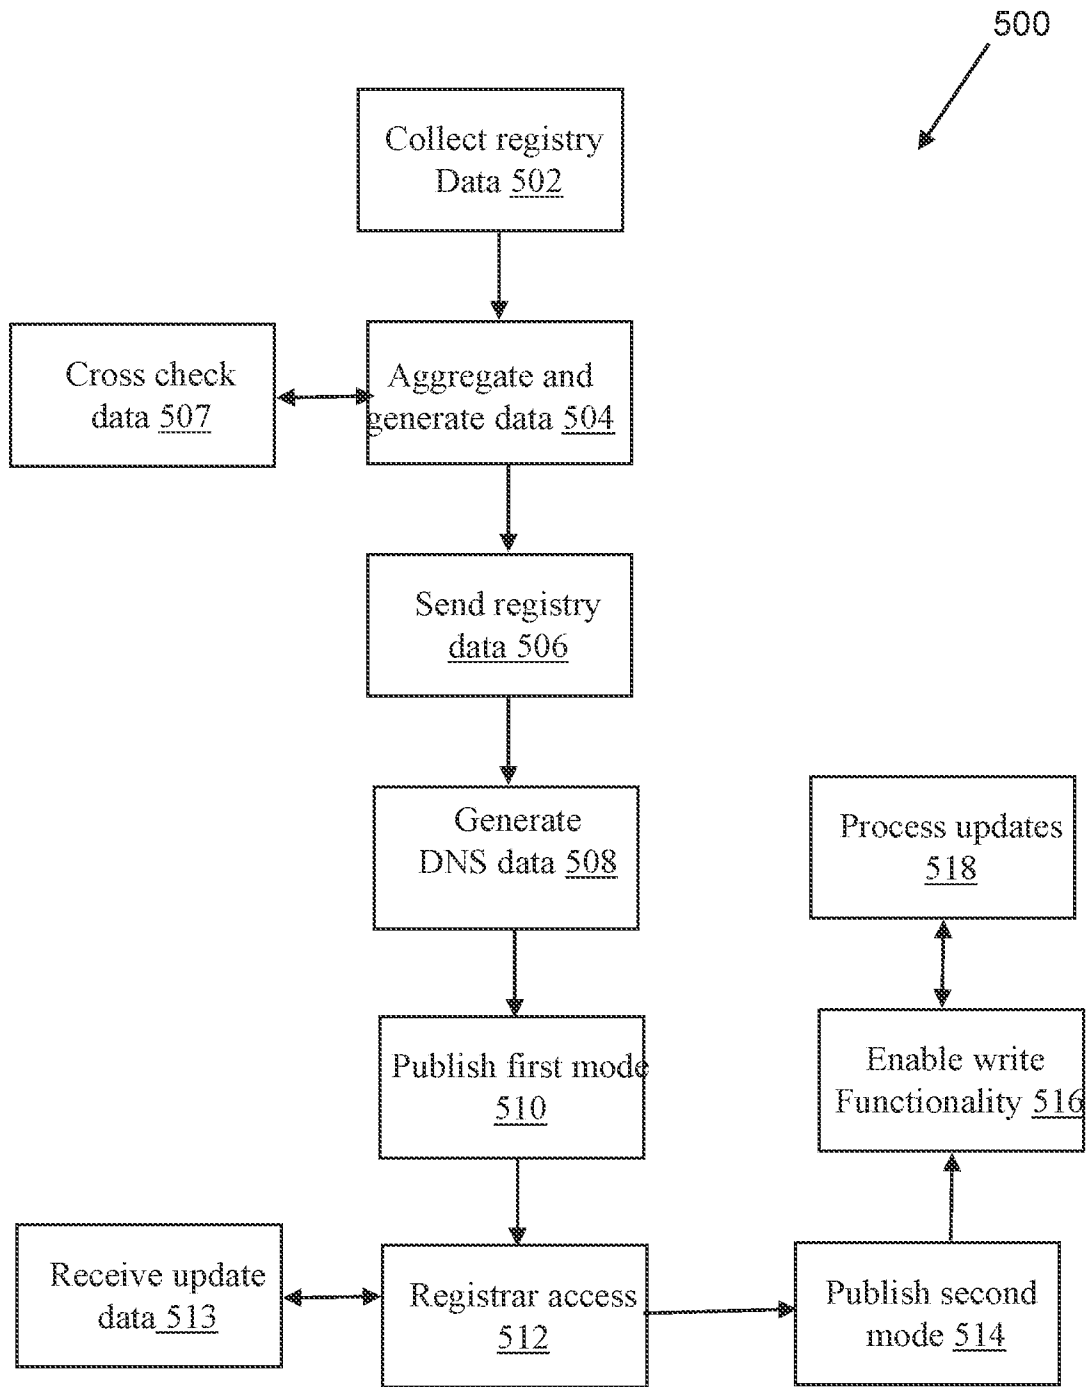 500
Collect registry
Data 502
Cross check
data 507
Aggregate and
generate data 504
Send registry
data 506
Generate
DNS data 508
Process updates
518
Publish first mode
510
Enable write
Functionality 516
Receive update
data 513
Registrar access
512
Publish second
mode 514